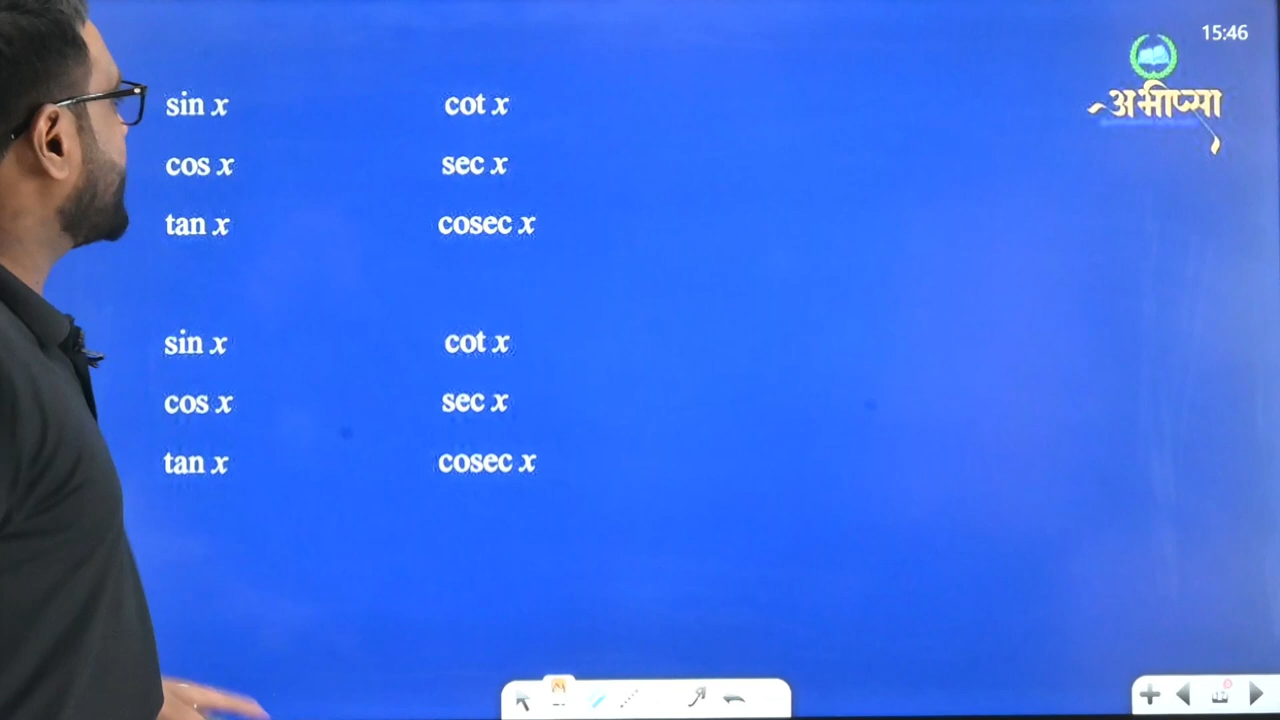 15:46
अभीप्सा
sin x cot x
cos x sec x
tan x cosec x
sin x cot x
cos x sec x
tan x cosec x